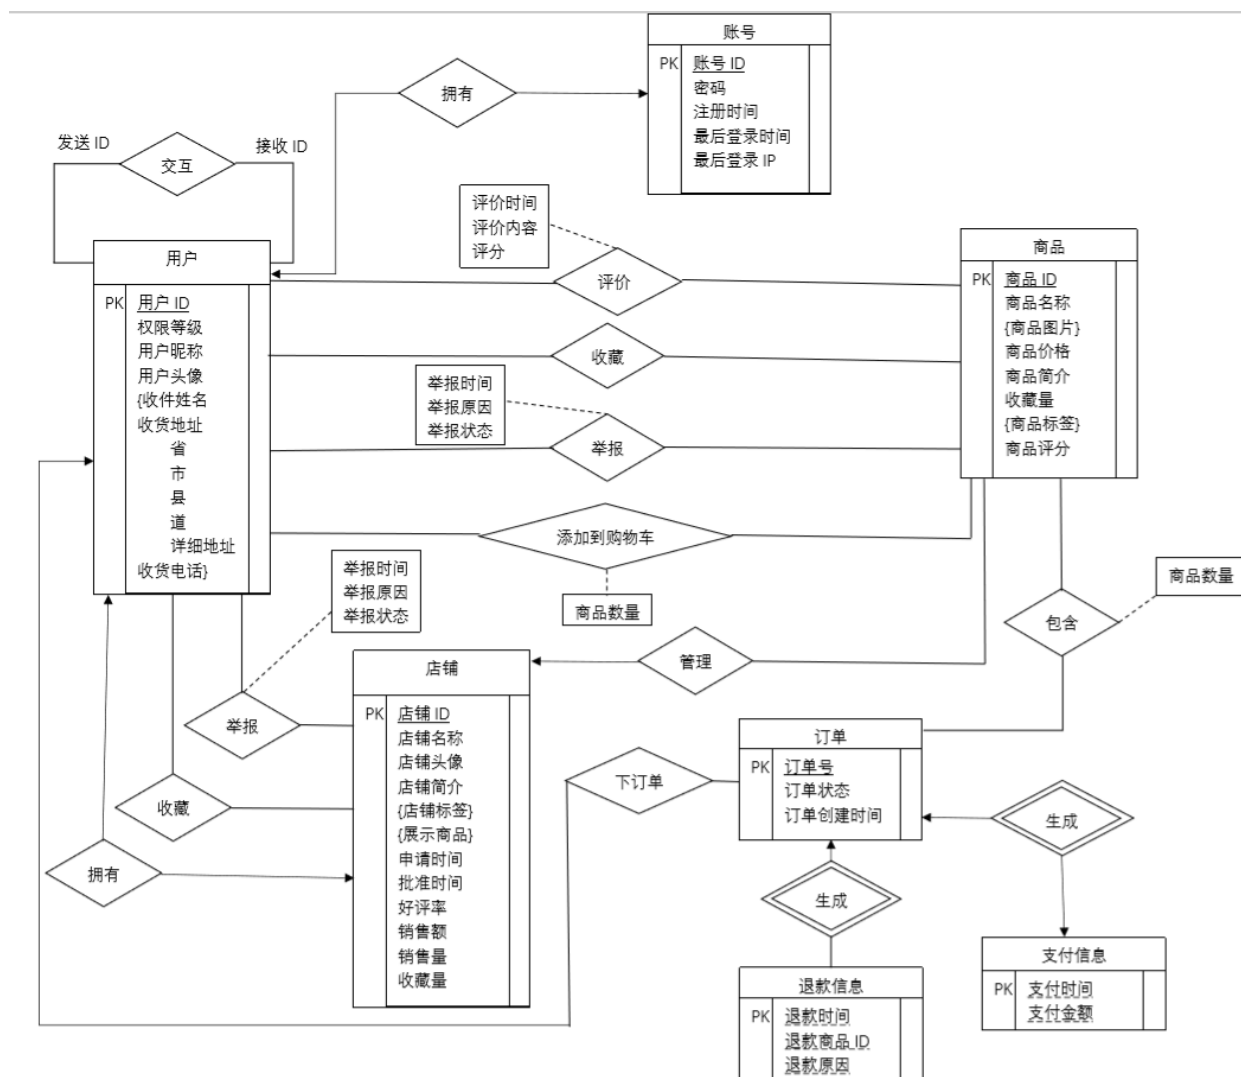 账号
PK
账号 ID
密码
注册时间
最后登录时间
最后登录 IP
拥有
发送 ID
交互
接收 ID
评价时间
评价内容
评分
评价
用户
PK
用户 ID
权限等级
用户昵称
用户头像
{收件姓名
收货地址
省
市
县
道
详细地址
收货电话}
商品
PK
商品 ID
商品名称
{商品图片}
商品价格
商品简介
收藏量
{商品标签}
商品评分
收藏
举报时间
举报原因
举报状态
举报
添加到购物车
商品数量
举报时间
举报原因
举报状态
商品数量
包含
管理
店铺
PK
店铺 ID
店铺名称
店铺头像
店铺简介
{店铺标签}
{展示商品}
申请时间
批准时间
好评率
销售额
销售量
收藏量
举报
收藏
拥有
下订单
订单
PK
订单号
订单状态
订单创建时间
生成
生成
支付信息
PK
支付时间
支付金额
退款信息
PK
退款时间
退款商品 ID
退款原因